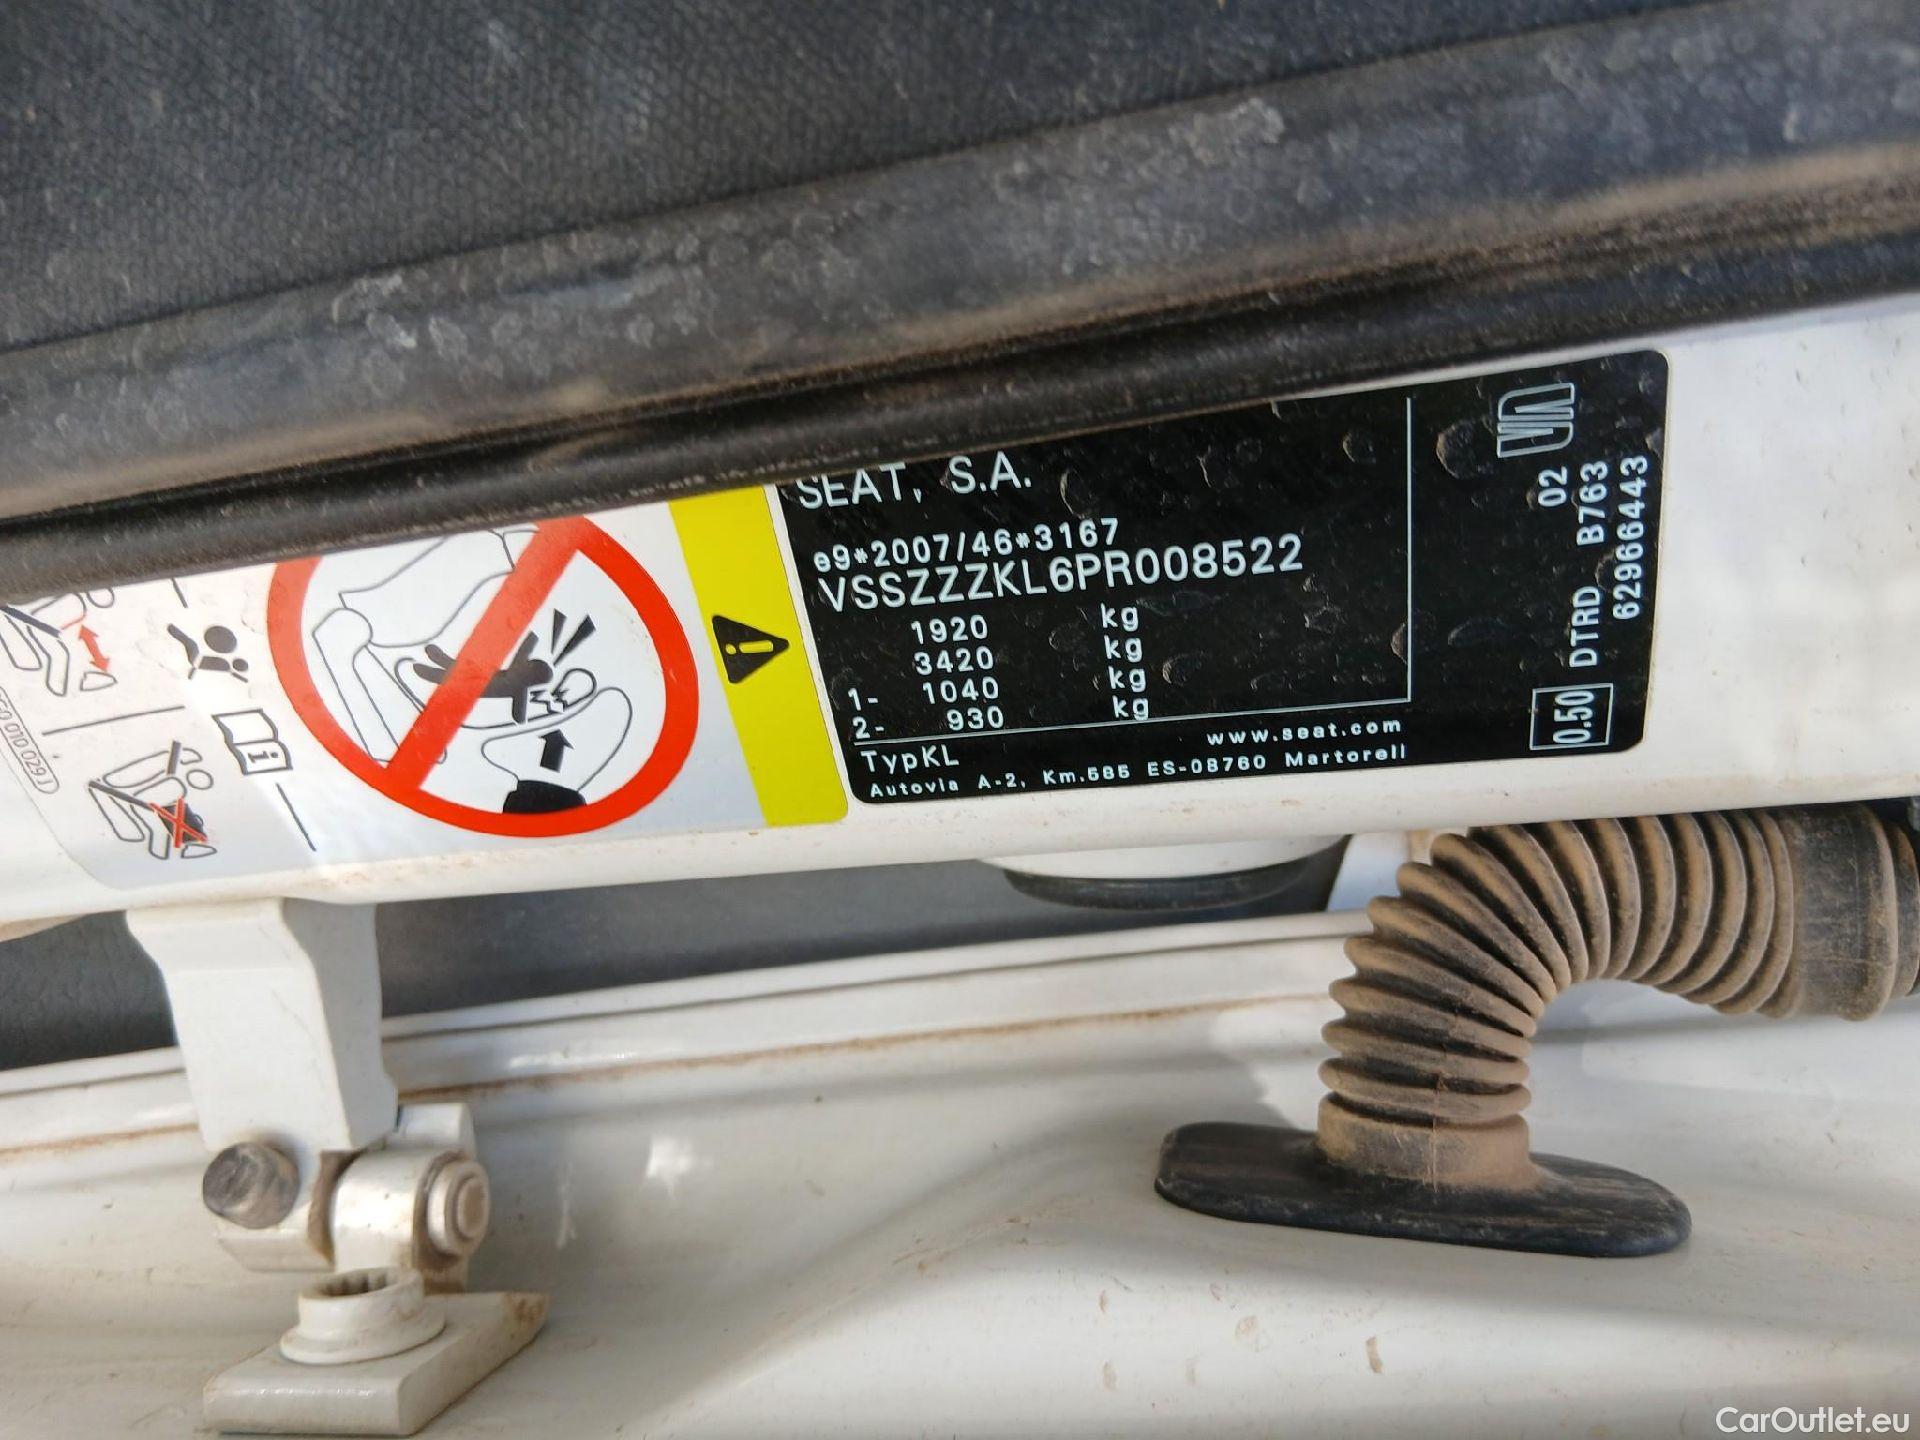 SEAT, S.A.
e9*2007/46*3167
VSSZZZKL6PR008522
1920 kg
3420 kg
1- 1040 kg
2- 930 kg
TypKL www.seat.com
Autovia A-2, Km.585 ES-08760 Martorell
02
0.50 DTRD B763
62966443
CarOutlet.eu